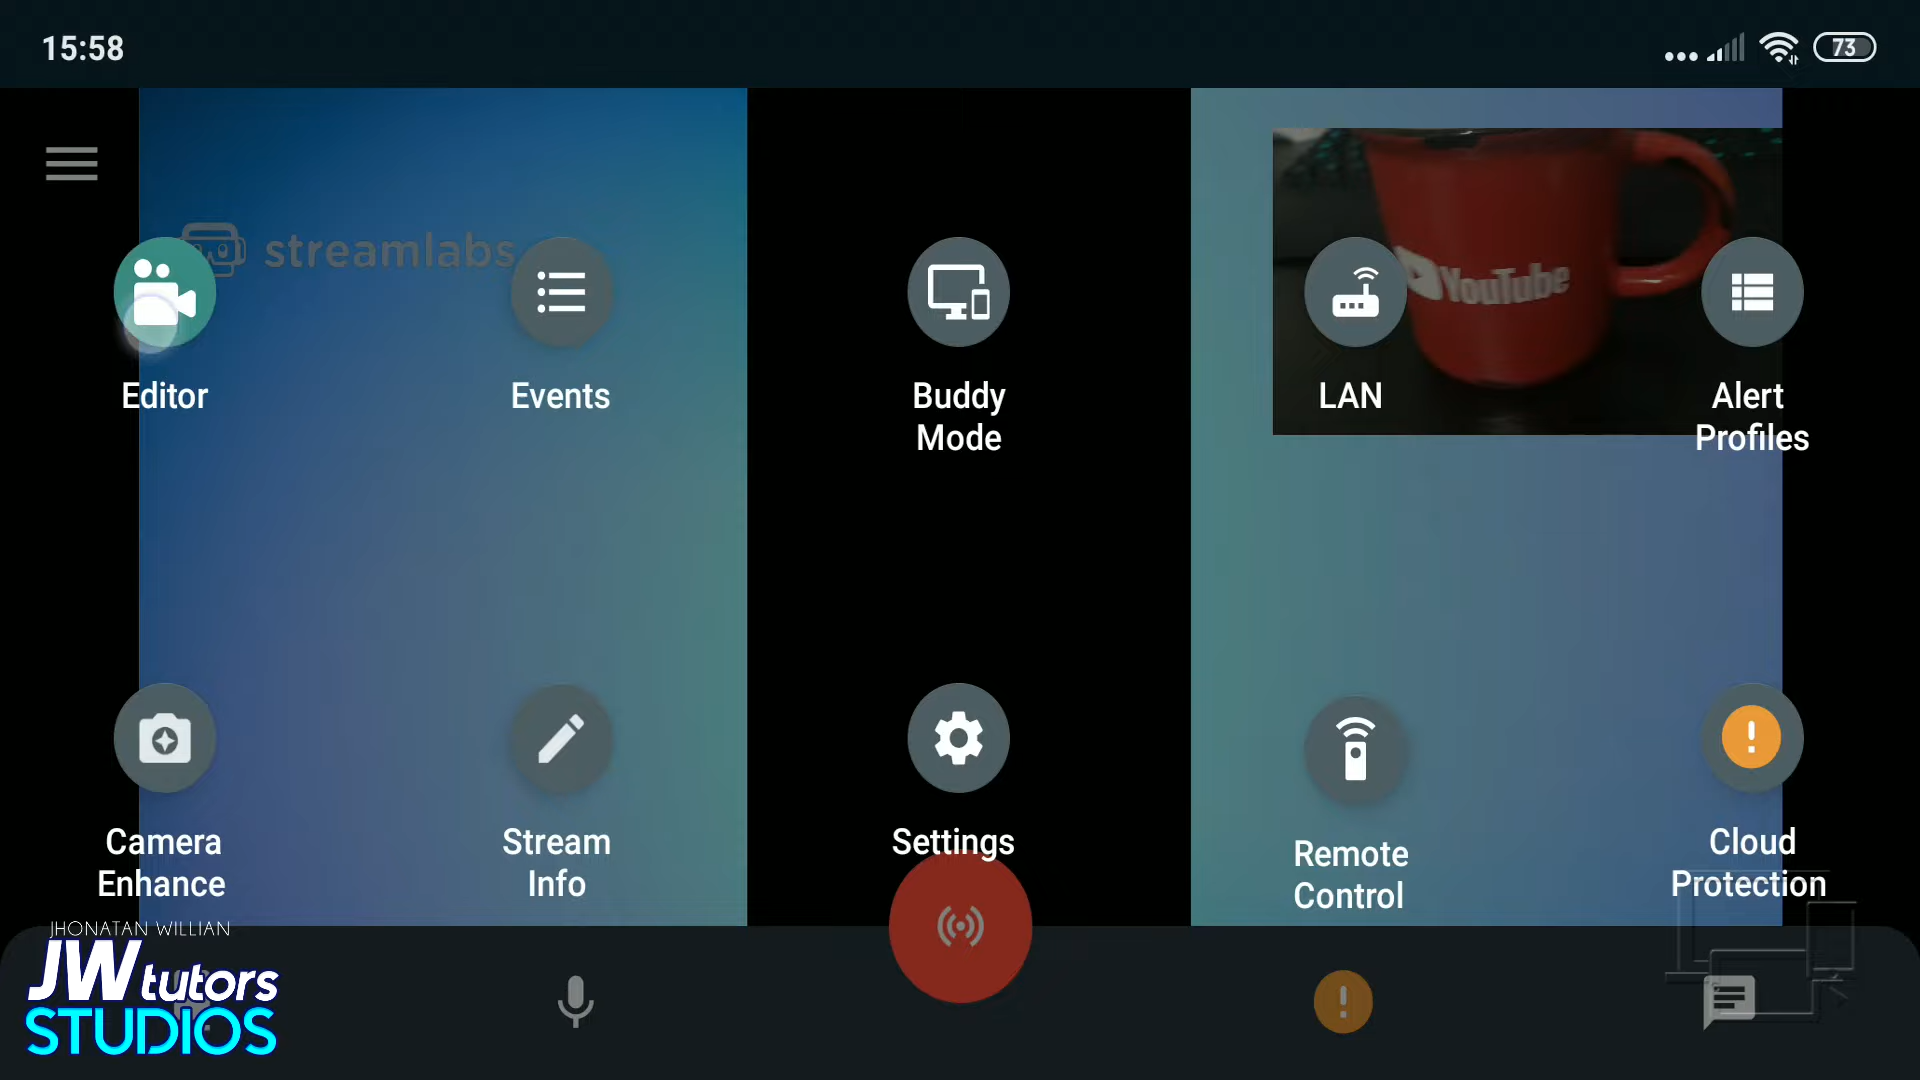 15:58
73
streamlabs
YouTube
Editor
Events
Buddy
Mode
LAN
Alert
Profiles
Camera
Enhance
Stream
Info
Settings
Remote
Control
Cloud
Protection
JHONATAN WILLIAN
JW tutors
STUDIOS